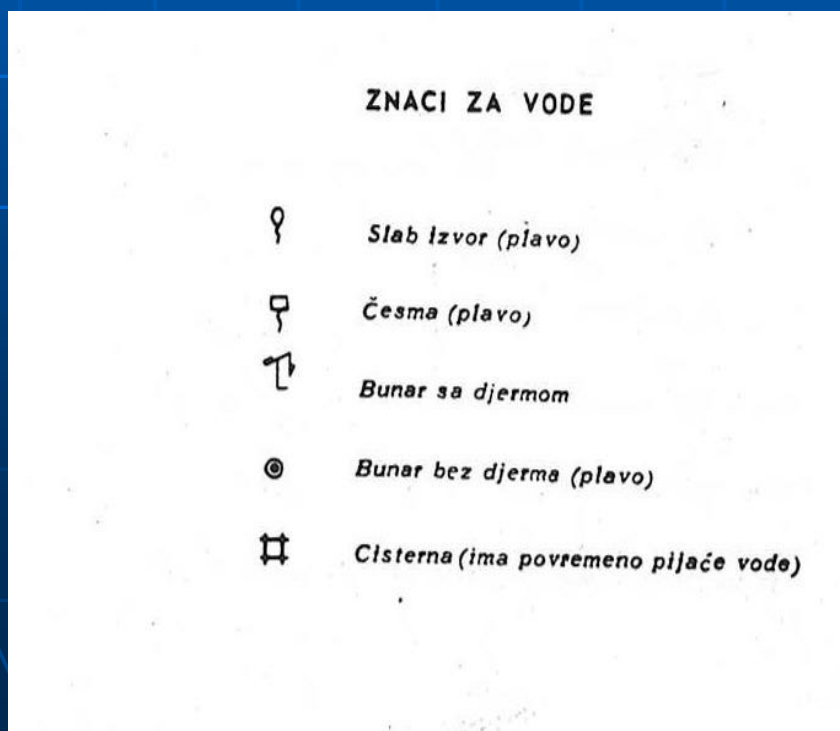 ZNACI ZA VODE
Slab izvor (plavo)
Česma (plavo)
Bunar sa djermom
Bunar bez djerma (plavo)
Cisterna (ima povremeno pijaće vode)